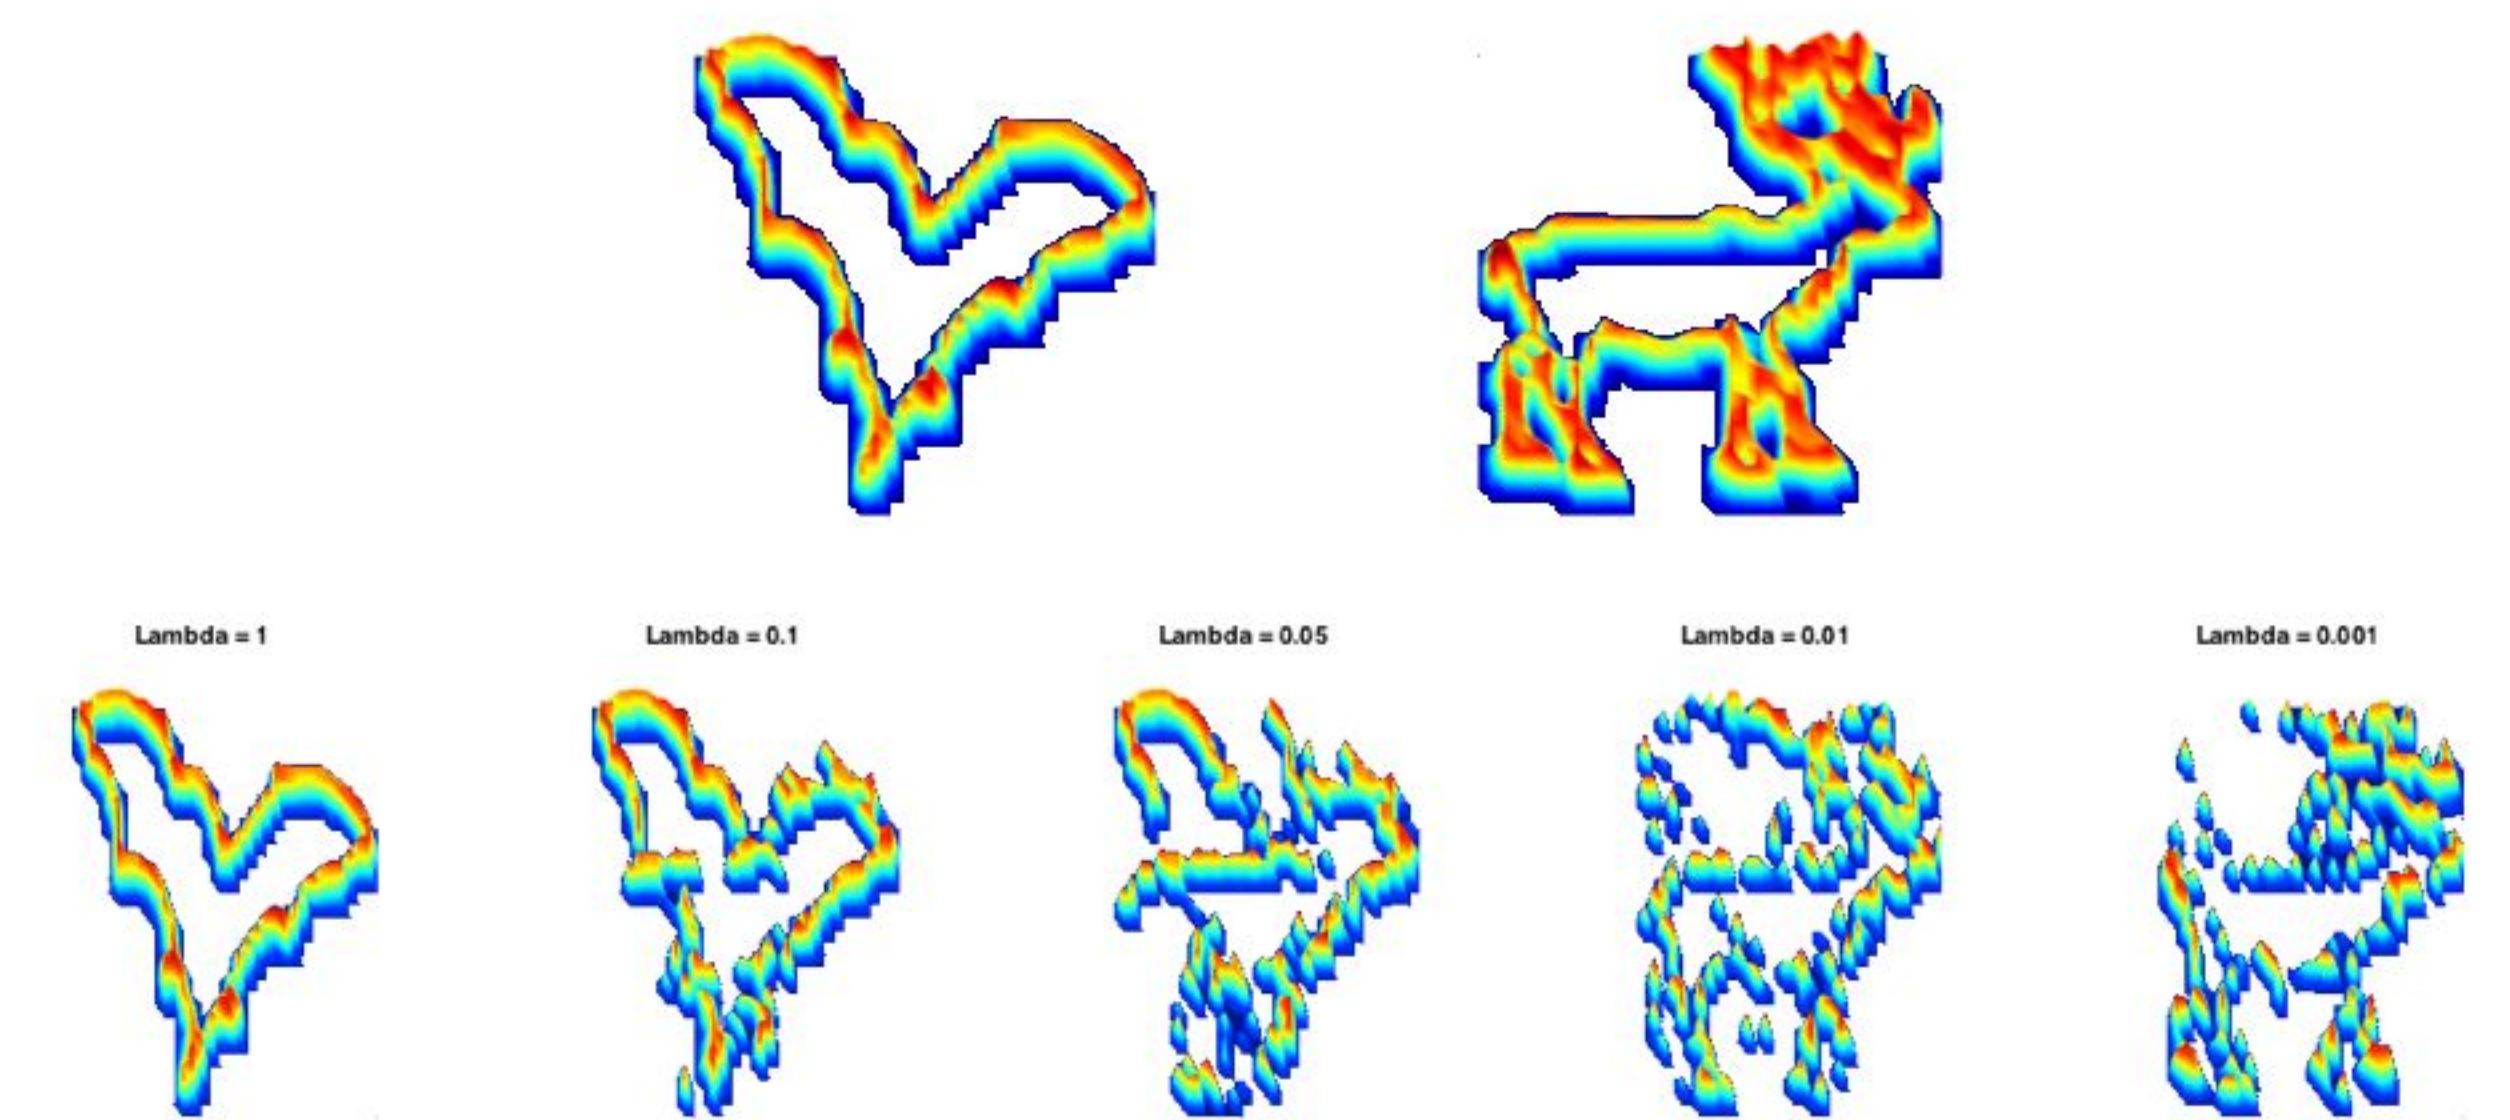 Lambda = 1
Lambda = 0.1
Lambda = 0.05
Lambda = 0.01
Lambda = 0.001